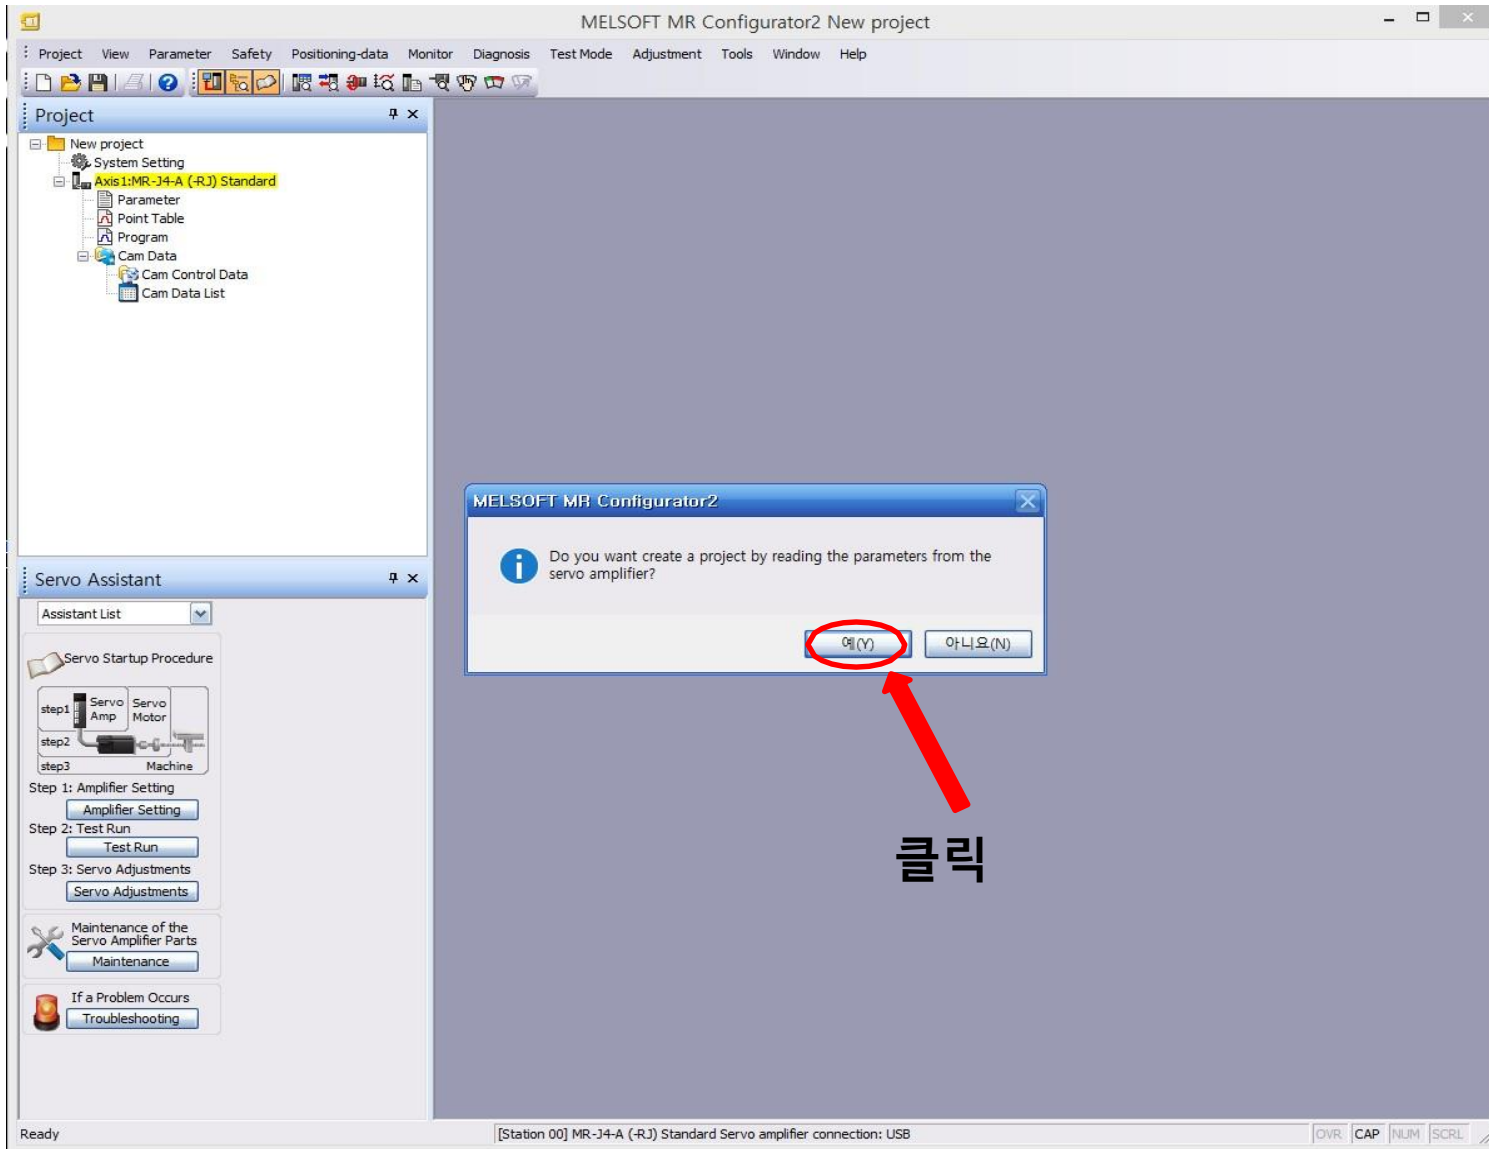 MELSOFT MR Configurator2 New project
Project View Parameter Safety Positioning-data Monitor Diagnosis Test Mode Adjustment Tools Window Help
Project
New project
System Setting
Axis1:MR-J4-A (-RJ) Standard
Parameter
Point Table
Program
Cam Data
Cam Control Data
Cam Data List
MELSOFT MR Configurator2
Do you want create a project by reading the parameters from the
servo amplifier?
예(Y) 아니요(N)
클릭
Servo Assistant
Assistant List
Servo Startup Procedure
step1
Servo
Amp
Servo
Motor
step2
step3 Machine
Step 1: Amplifier Setting
Amplifier Setting
Step 2: Test Run
Test Run
Step 3: Servo Adjustments
Servo Adjustments
Maintenance of the
Servo Amplifier Parts
Maintenance
If a Problem Occurs
Troubleshooting
Ready [Station 00] MR-J4-A (-RJ) Standard Servo amplifier connection: USB OVR CAP NUM SCRL